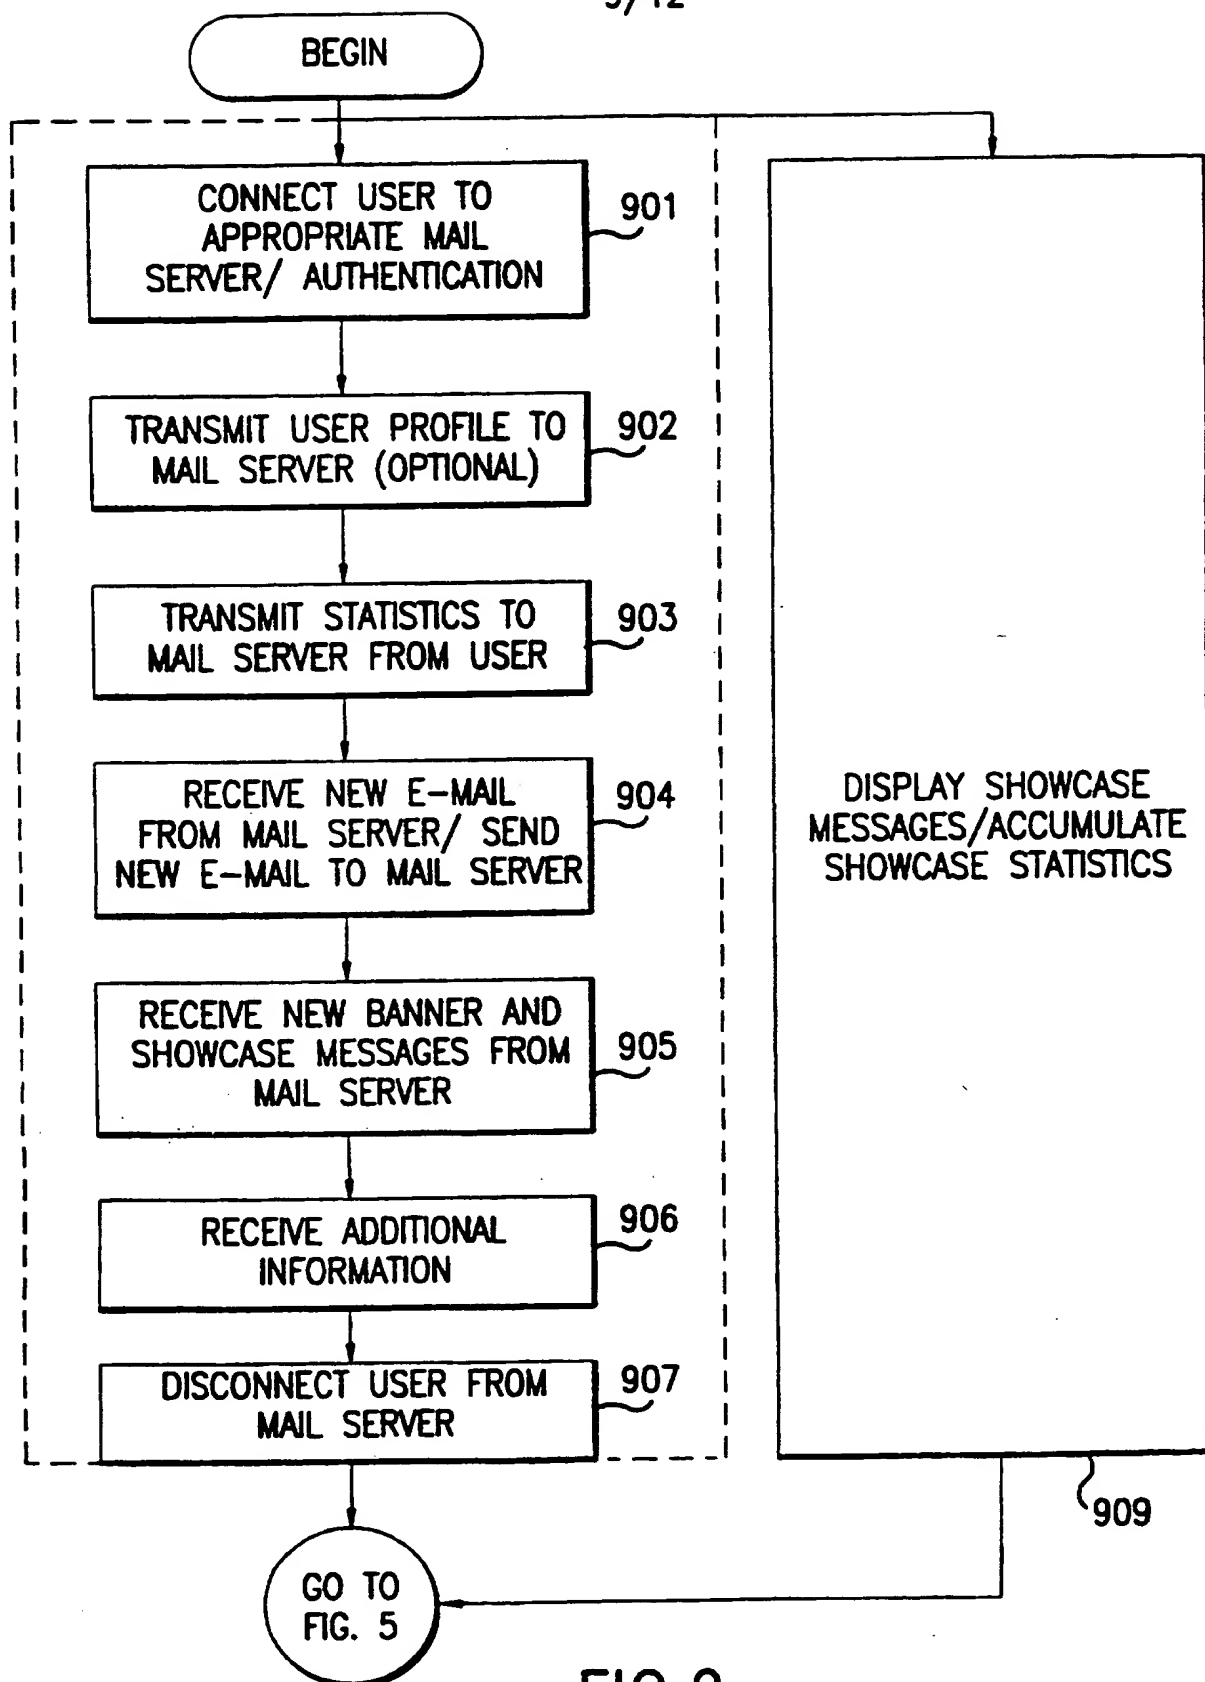 BEGIN
CONNECT USER TO
APPROPRIATE MAIL
SERVER/ AUTHENTICATION
901
TRANSMIT USER PROFILE TO
MAIL SERVER (OPTIONAL)
902
TRANSMIT STATISTICS TO
MAIL SERVER FROM USER
903
RECEIVE NEW E-MAIL
FROM MAIL SERVER/ SEND
NEW E-MAIL TO MAIL SERVER
904
RECEIVE NEW BANNER AND
SHOWCASE MESSAGES FROM
MAIL SERVER
905
RECEIVE ADDITIONAL
INFORMATION
906
DISCONNECT USER FROM
MAIL SERVER
907
DISPLAY SHOWCASE
MESSAGES/ACCUMULATE
SHOWCASE STATISTICS
909
GO TO
FIG. 5